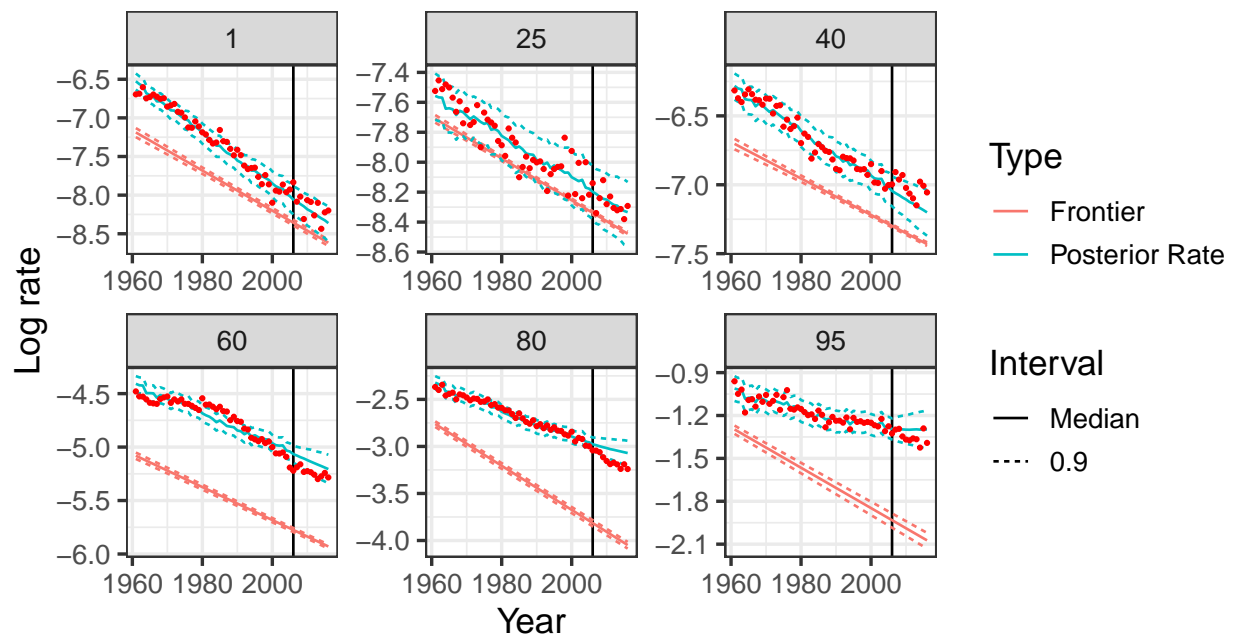 1 25 40
−6.5
−7.0
−7.5
−8.0
−8.5
−7.4
−7.6
−7.8
−8.0
−8.2
−8.4
−8.6
−6.5
−7.0
−7.5
1960 1980 2000 1960 1980 2000 1960 1980 2000
60 80 95
−4.5
−5.0
−5.5
−6.0
−2.5
−3.0
−3.5
−4.0
−0.9
−1.2
−1.5
−1.8
−2.1
1960 1980 2000 1960 1980 2000 1960 1980 2000
Log rate
Year
Type
Frontier
Posterior Rate
Interval
Median
0.9